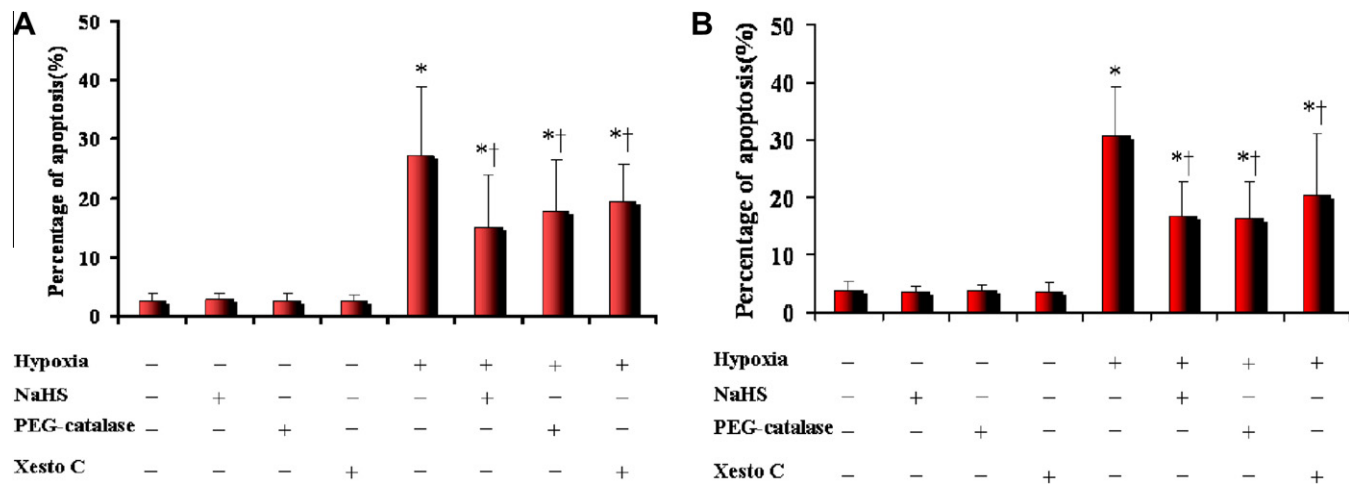 A
Percentage of apoptosis(%)
50
40
30
20
10
0
*
*†
*†
*†
Hypoxia − − − − + + + +
NaHS − + − − − + − −
PEG-catalase − − + − − − + −
Xesto C − − − + − − − +
B
Percentage of apoptosis(%)
50
40
30
20
10
0
*
*†
*†
*†
Hypoxia − − − − + + + +
NaHS − + − − − + − −
PEG-catalase − − + − − − + −
Xesto C − − − + − − − +